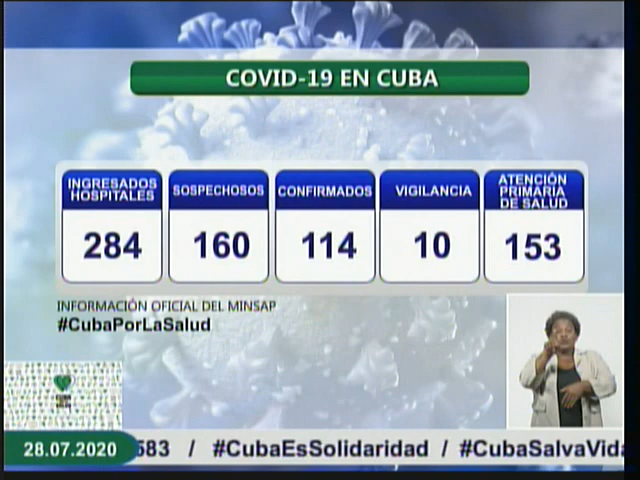 COVID-19 EN CUBA
INGRESADOS
HOSPITALES
284
SOSPECHOSOS
160
CONFIRMADOS
114
VIGILANCIA
10
ATENCIÓN
PRIMARIA
DE SALUD
153
INFORMACIÓN OFICIAL DEL MINSAP
#CubaPorLaSalud
28.07.2020
583 / #CubaEsSolidaridad / #CubaSalvaVida